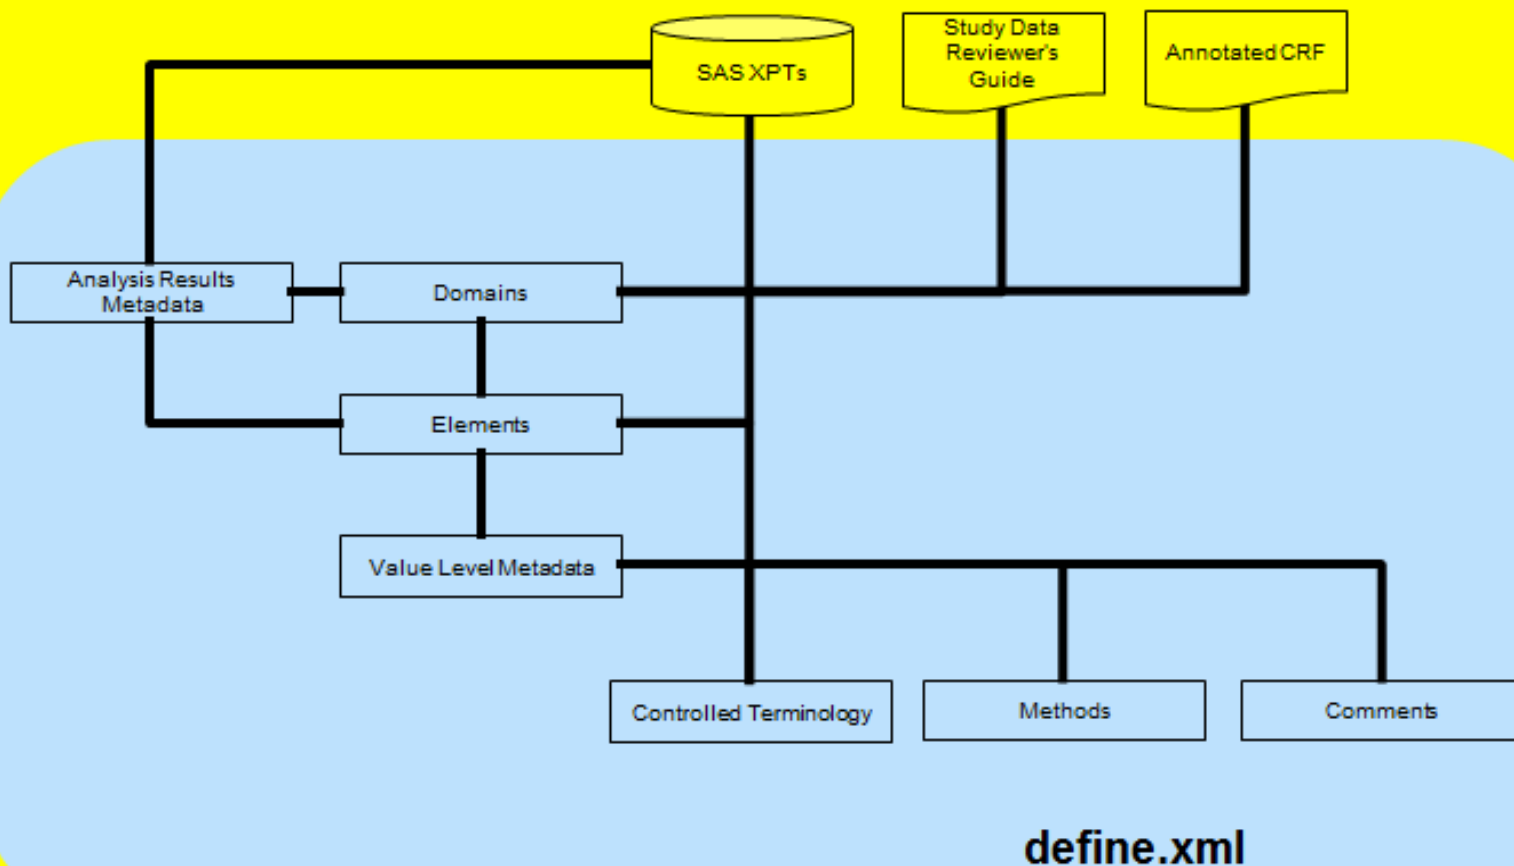 SAS XPTs
Study Data
Reviewer's
Guide
Annotated CRF
Analysis Results
Metadata
Domains
Elements
Value Level Metadata
Controlled Terminology
Methods
Comments
define.xml